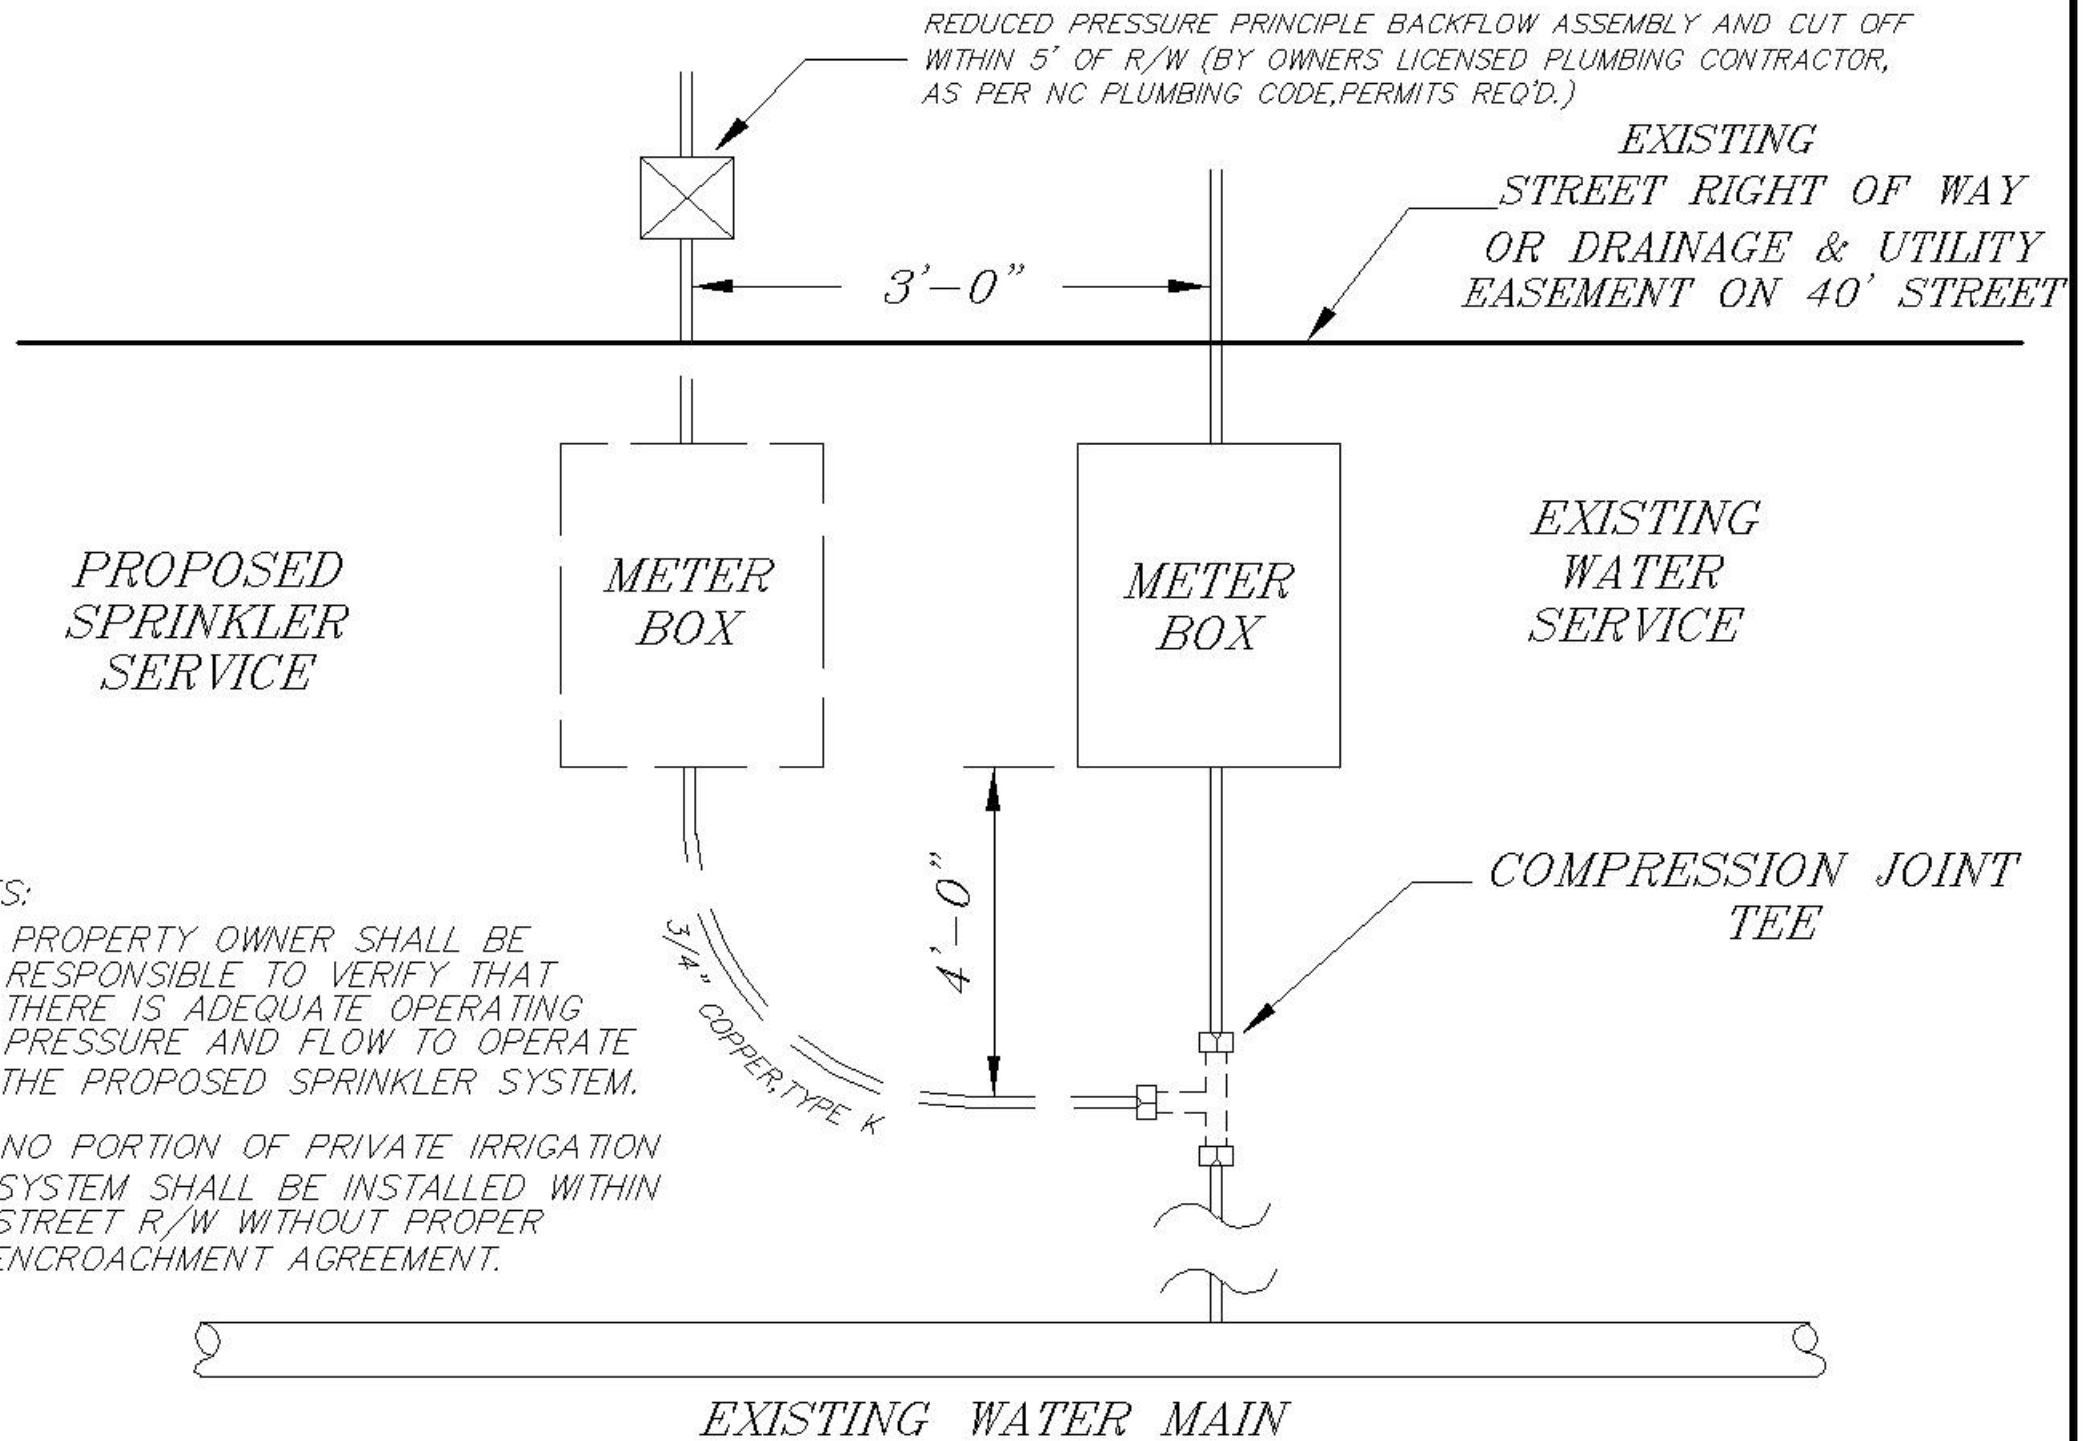 REDUCED PRESSURE PRINCIPLE BACKFLOW ASSEMBLY AND CUT OFF
WITHIN 5' OF R/W (BY OWNERS LICENSED PLUMBING CONTRACTOR,
AS PER NC PLUMBING CODE,PERMITS REQ'D.)
EXISTING
STREET RIGHT OF WAY
OR DRAINAGE & UTILITY
EASEMENT ON 40' STREET
3'-0"
PROPOSED
SPRINKLER
SERVICE
METER
BOX
METER
BOX
EXISTING
WATER
SERVICE
4'-0"
COMPRESSION JOINT
TEE
3/4" COPPER,TYPE K
S:
PROPERTY OWNER SHALL BE
RESPONSIBLE TO VERIFY THAT
THERE IS ADEQUATE OPERATING
PRESSURE AND FLOW TO OPERATE
THE PROPOSED SPRINKLER SYSTEM.
NO PORTION OF PRIVATE IRRIGATION
SYSTEM SHALL BE INSTALLED WITHIN
STREET R/W WITHOUT PROPER
ENCROACHMENT AGREEMENT.
EXISTING WATER MAIN